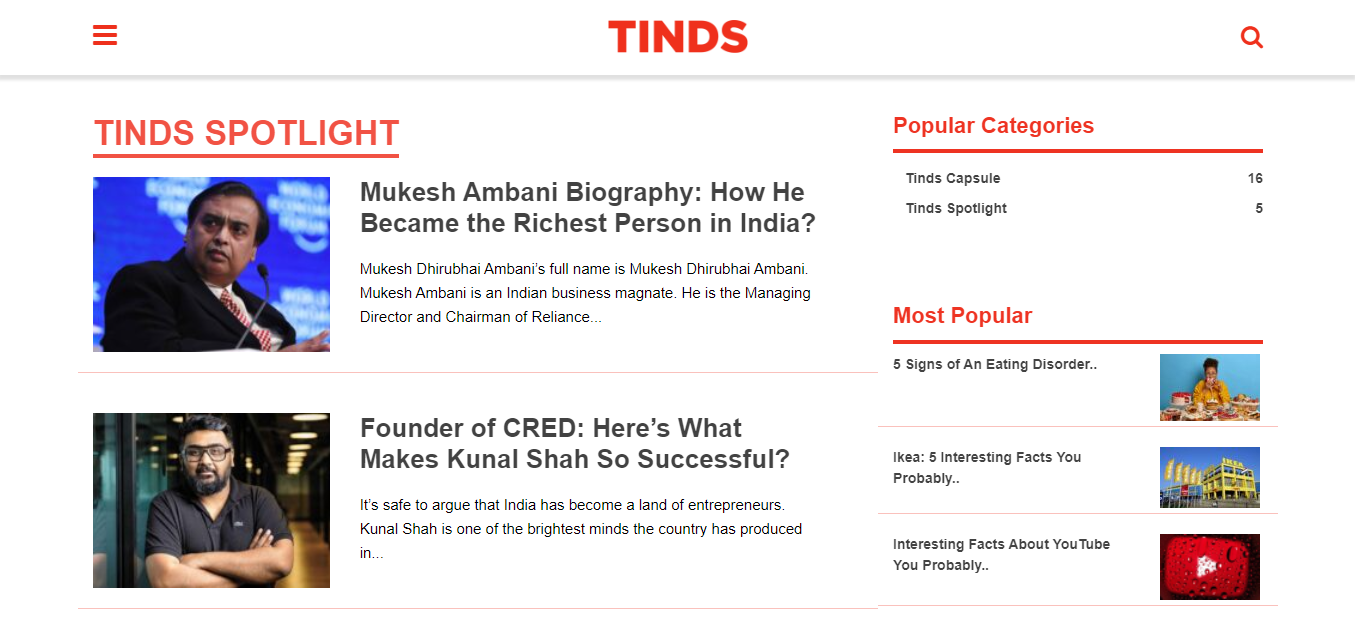 TINDS
TINDS SPOTLIGHT
Mukesh Ambani Biography: How He
Became the Richest Person in India?
Mukesh Dhirubhai Ambani’s full name is Mukesh Dhirubhai Ambani.
Mukesh Ambani is an Indian business magnate. He is the Managing
Director and Chairman of Reliance...
Founder of CRED: Here’s What
Makes Kunal Shah So Successful?
It’s safe to argue that India has become a land of entrepreneurs.
Kunal Shah is one of the brightest minds the country has produced
in...
Popular Categories
Tinds Capsule 16
Tinds Spotlight 5
Most Popular
5 Signs of An Eating Disorder..
Ikea: 5 Interesting Facts You
Probably..
IKEA
Interesting Facts About YouTube
You Probably..